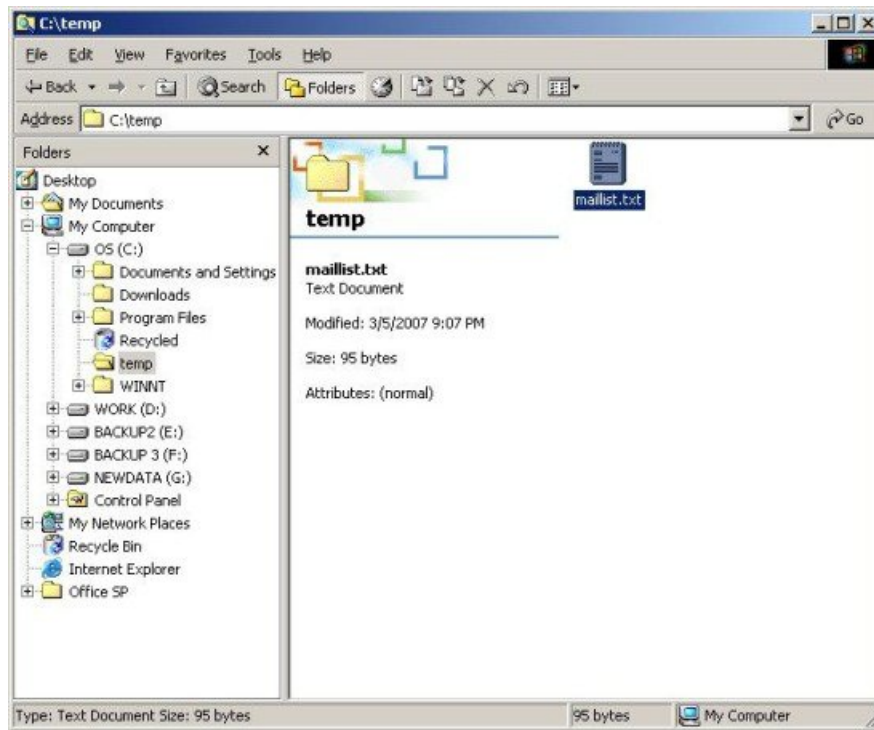 C:\temp
File Edit View Favorites Tools Help
Back Search Folders
Address C:\temp Go
Folders
Desktop
My Documents
My Computer
OS (C:)
Documents and Settings
Downloads
Program Files
Recycled
temp
WINNT
WORK (D:)
BACKUP2 (E:)
BACKUP 3 (F:)
NEWDATA (G:)
Control Panel
My Network Places
Recycle Bin
Internet Explorer
Office SP
temp
maillist.txt
Text Document
Modified: 3/5/2007 9:07 PM
Size: 95 bytes
Attributes: (normal)
maillist.txt
Type: Text Document Size: 95 bytes 95 bytes My Computer